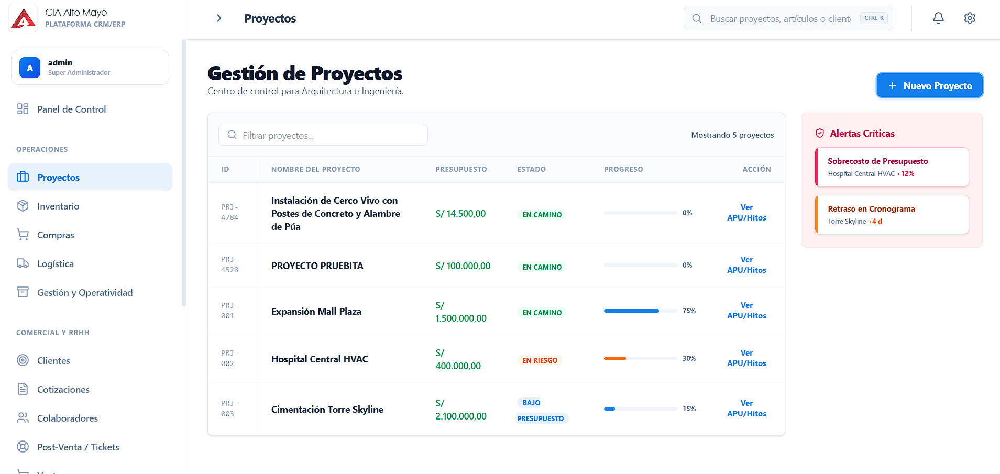 CIA Alto Mayo
PLATAFORMA CRM/ERP
Proyectos
Buscar proyectos, artículos o client
CTRL K
A
admin
Super Administrador
Panel de Control
OPERACIONES
Proyectos
Inventario
Compras
Logística
Gestión y Operatividad
COMERCIAL Y RRHH
Clientes
Cotizaciones
Colaboradores
Post-Venta / Tickets
Gestión de Proyectos
Centro de control para Arquitectura e Ingeniería.
+ Nuevo Proyecto
Filtrar proyectos...
Mostrando 5 proyectos
ID NOMBRE DEL PROYECTO PRESUPUESTO ESTADO PROGRESO ACCIÓN
PRJ-
4784
Instalación de Cerco Vivo con
Postes de Concreto y Alambre
de Púa
S/ 14.500,00
EN CAMINO
0%
Ver
APU/Hitos
PRJ-
4528
PROYECTO PRUEBITA
S/ 100.000,00
EN CAMINO
0%
Ver
APU/Hitos
PRJ-
001
Expansión Mall Plaza
S/
1.500.000,00
EN CAMINO
75%
Ver
APU/Hitos
PRJ-
002
Hospital Central HVAC
S/
400.000,00
EN RIESGO
30%
Ver
APU/Hitos
PRJ-
003
Cimentación Torre Skyline
S/
2.100.000,00
BAJO
PRESUPUESTO
15%
Ver
APU/Hitos
Alertas Críticas
Sobrecosto de Presupuesto
Hospital Central HVAC +12%
Retraso en Cronograma
Torre Skyline +4 d